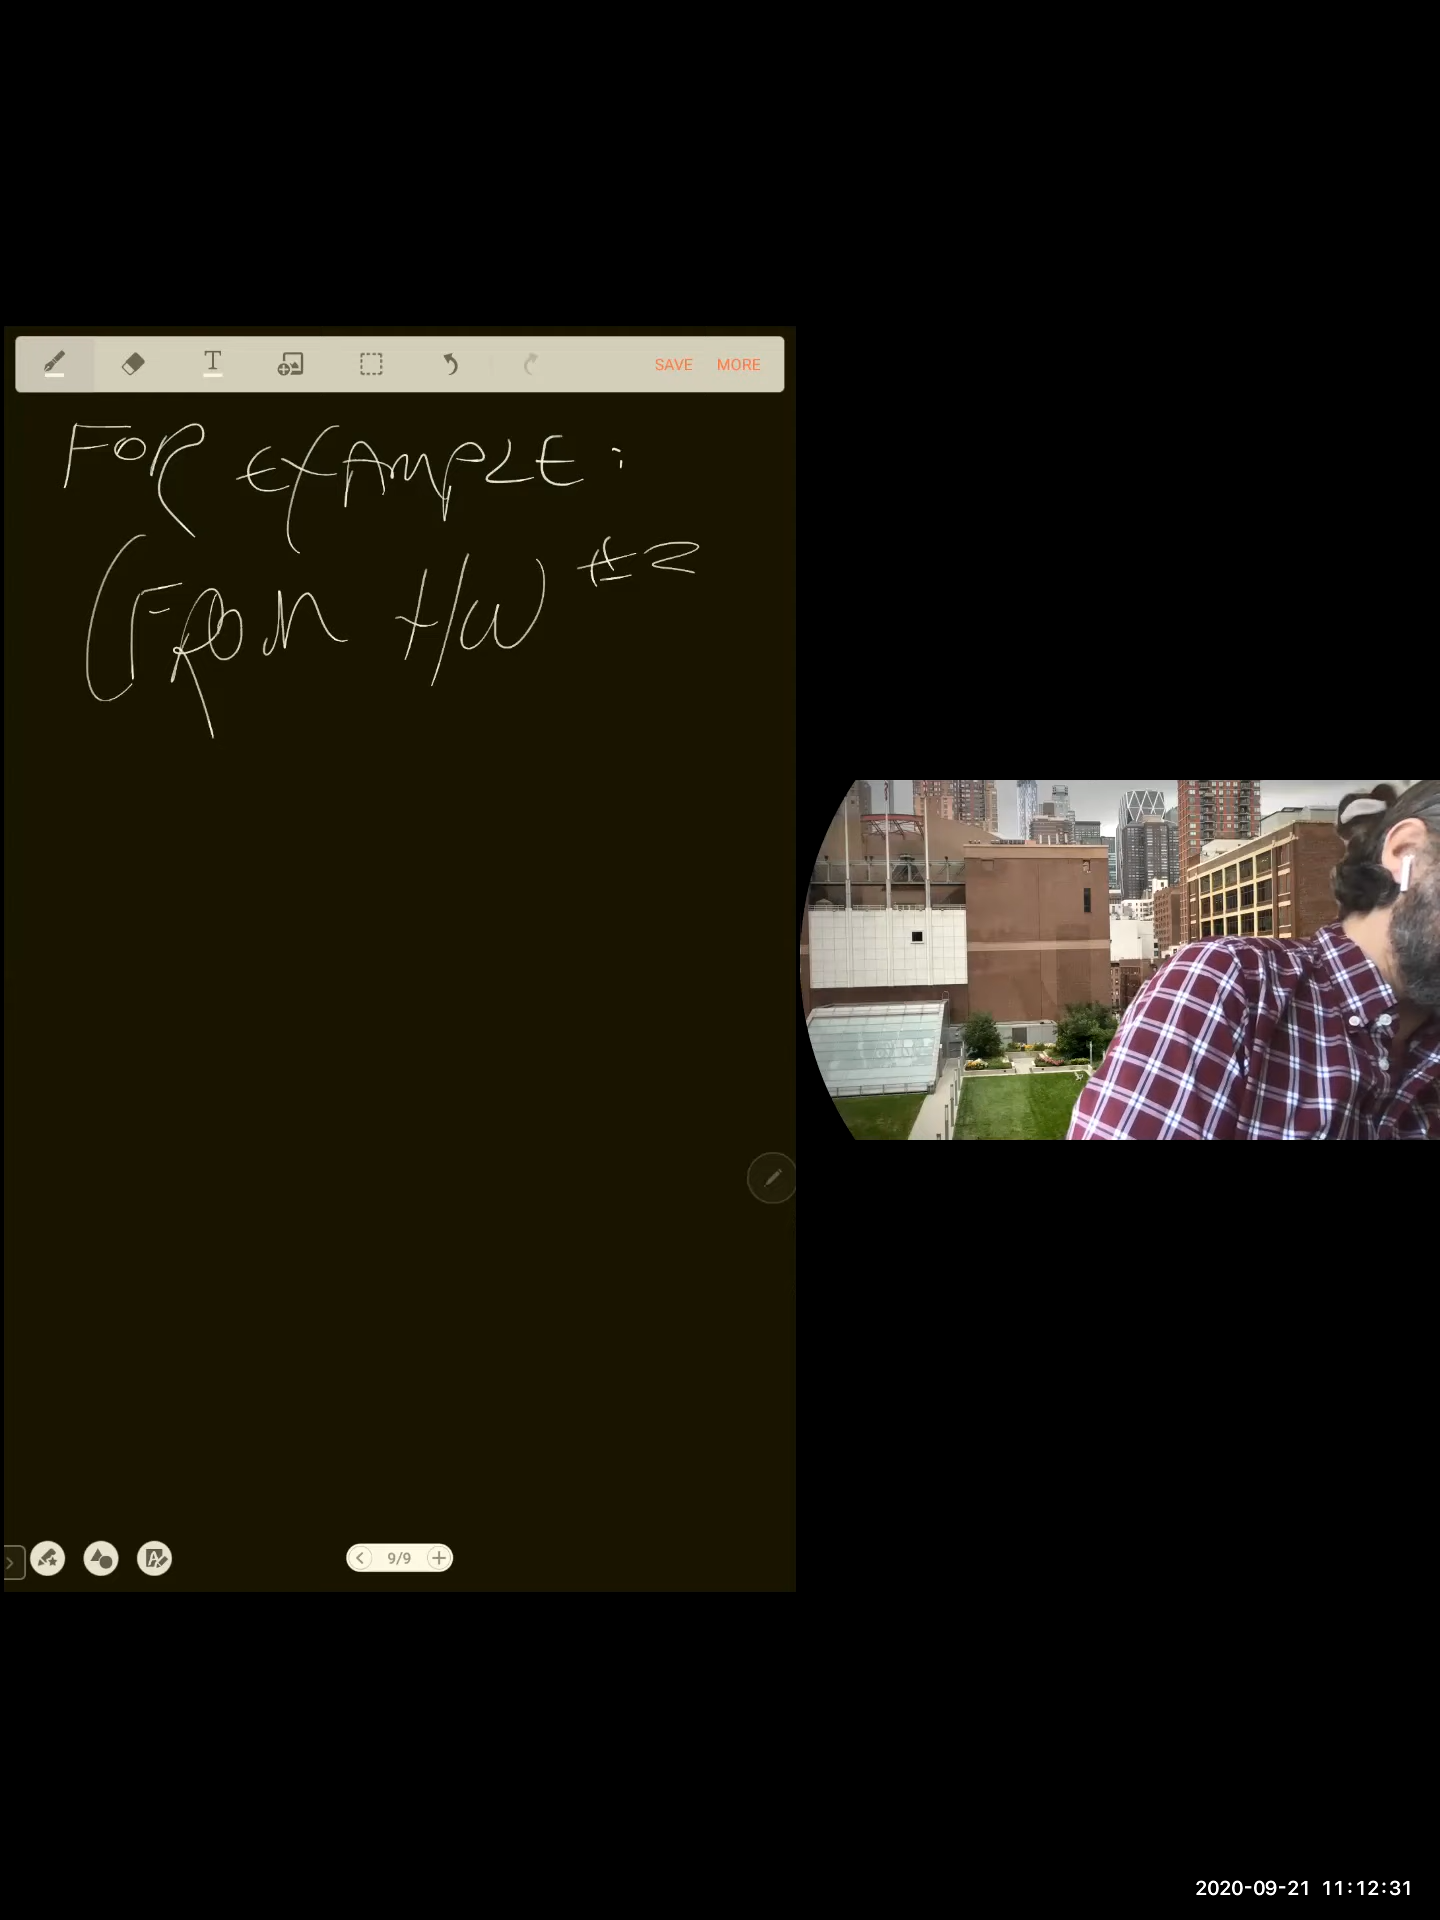 T SAVE MORE
FOR EXAMPLE:
(FROM H/W #2
A 9/9
2020-09-21 11:12:31